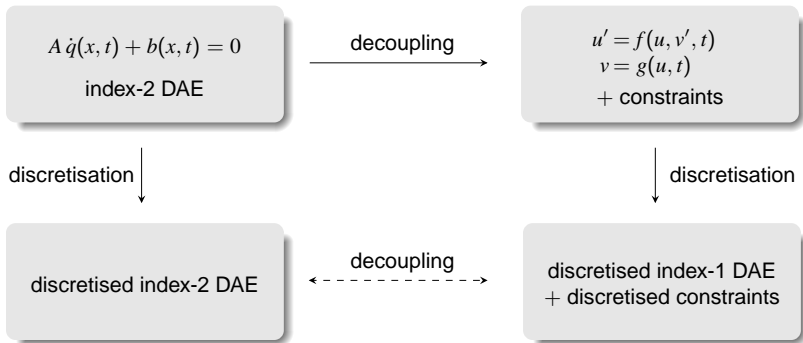 A q̇(x, t) + b(x, t) = 0
index-2 DAE
decoupling
u′ = f(u, v′, t)
v = g(u, t)
+ constraints
discretisation
discretisation
discretised index-2 DAE
decoupling
discretised index-1 DAE
+ discretised constraints